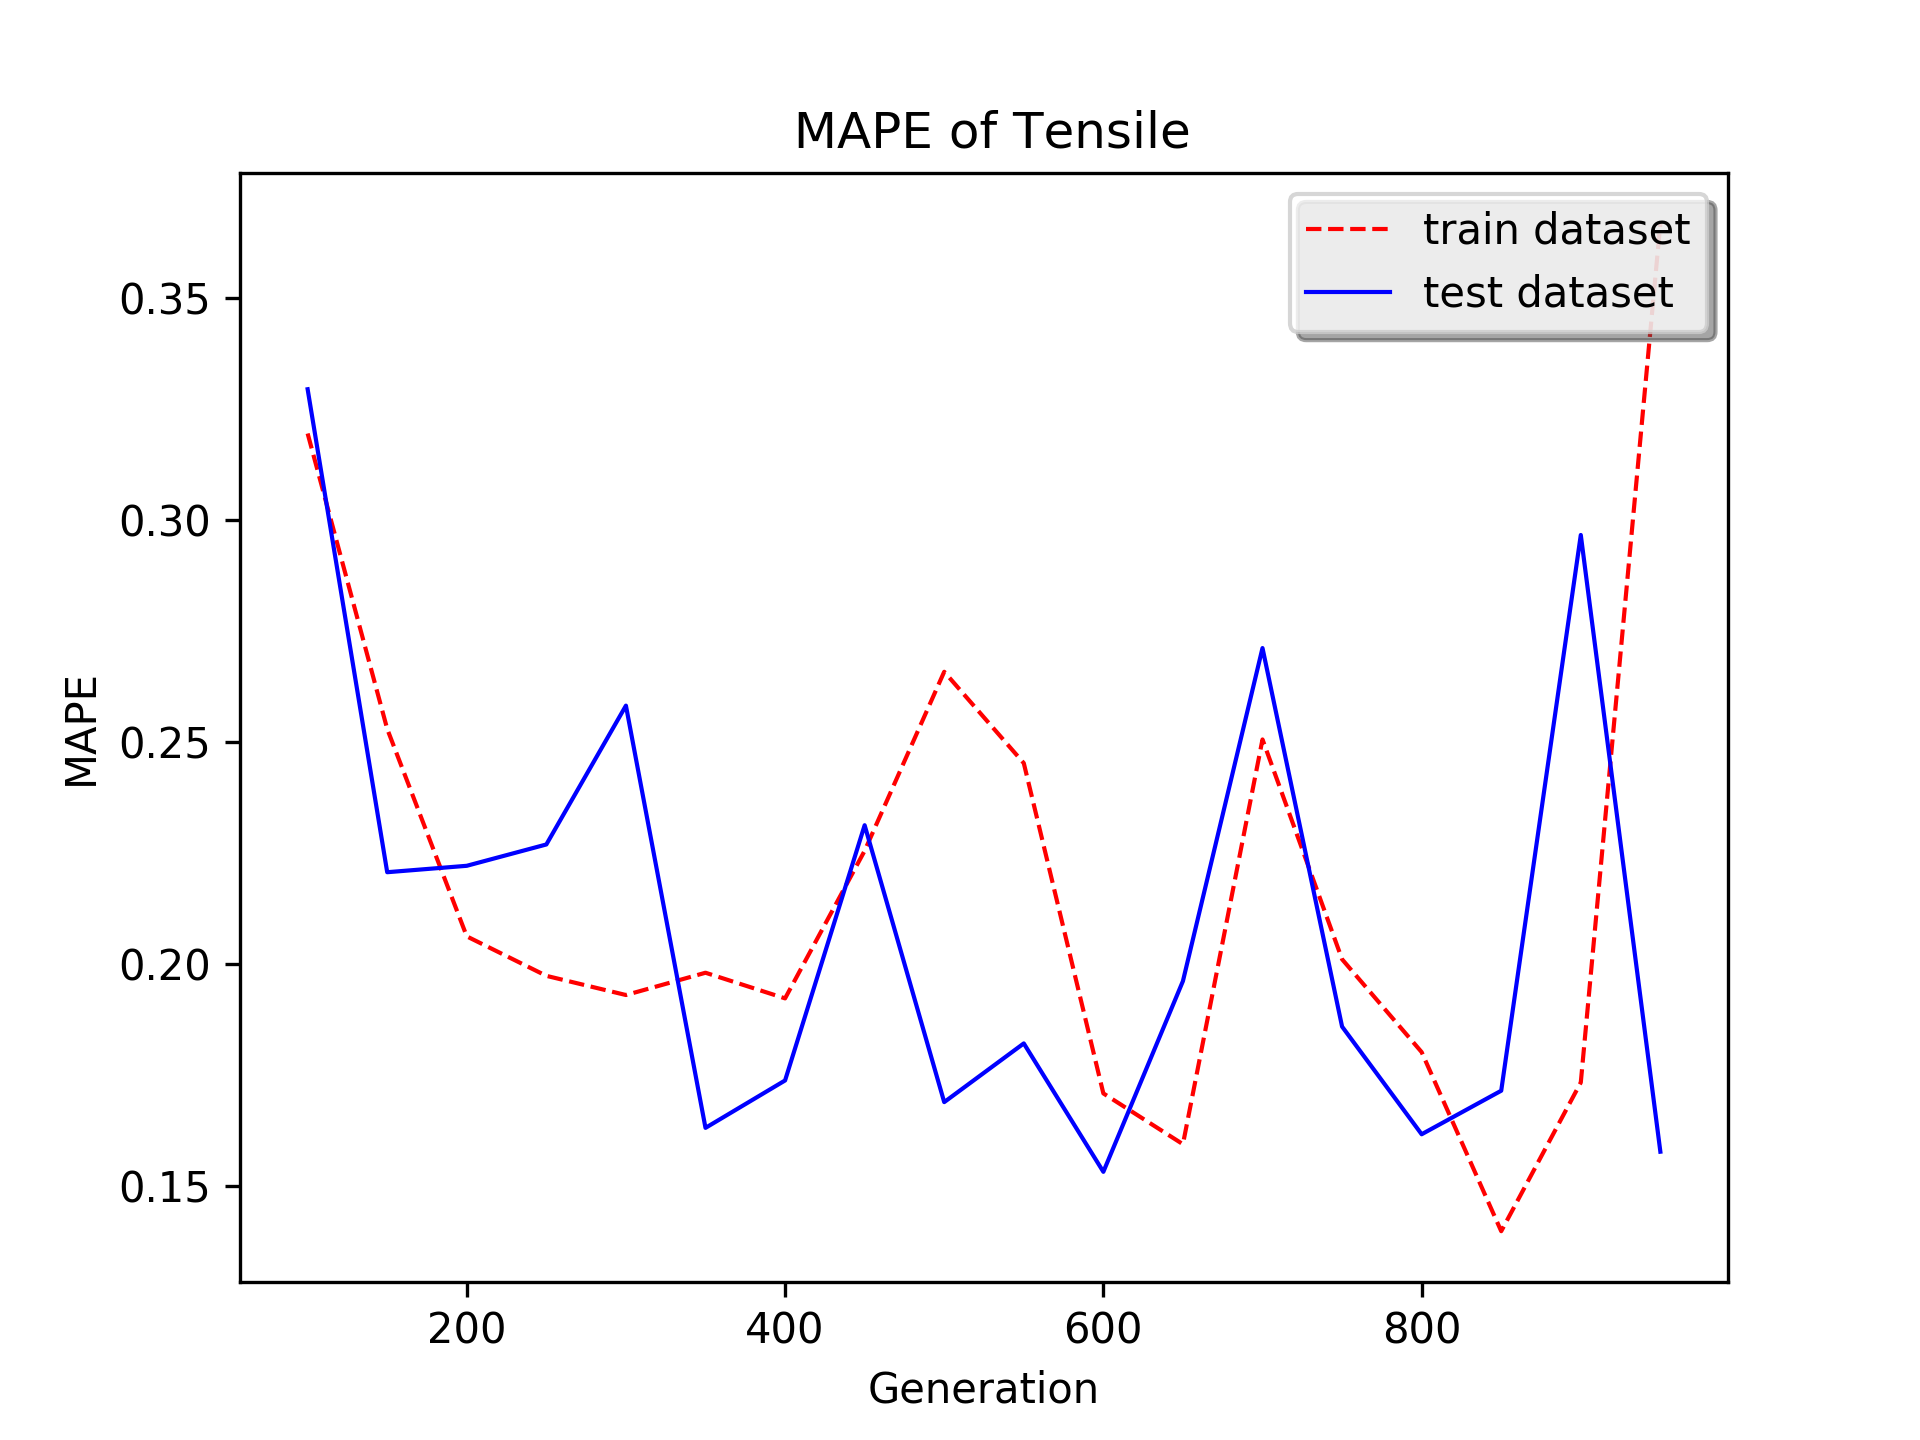 MAPE of Tensile
train dataset
test dataset
MAPE
0.35
0.30
0.25
0.20
0.15
200 400 600 800
Generation